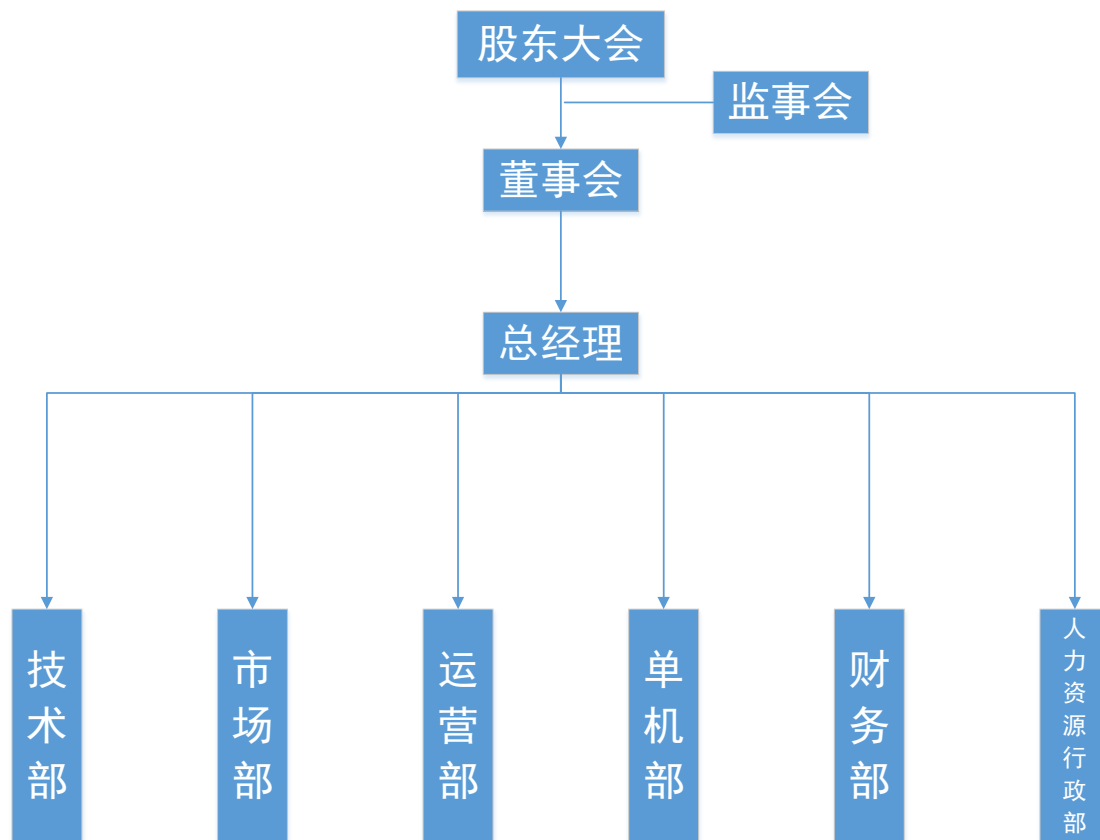 股东大会
监事会
董事会
总经理
技术部
市场部
运营部
单机部
财务部
人力资源行政部